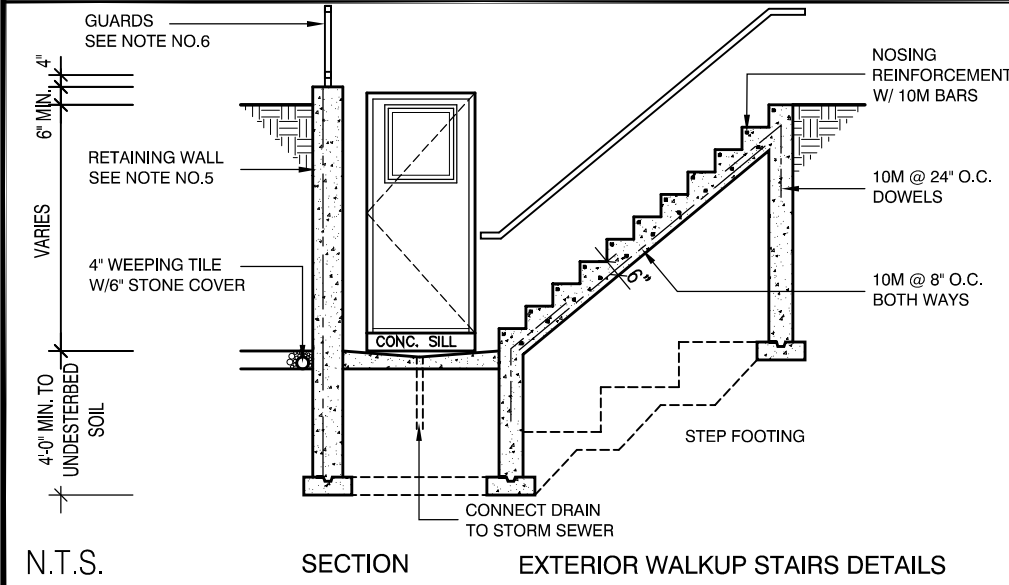 GUARDS
SEE NOTE NO.6
4"
6" MIN.
RETAINING WALL
SEE NOTE NO.5
VARIES
4" WEEPING TILE
W/6" STONE COVER
CONC. SILL
4'-0" MIN. TO
UNDESTERBED
SOIL
NOSING
REINFORCEMENT
W/ 10M BARS
10M @ 24" O.C.
DOWELS
6"
10M @ 8" O.C.
BOTH WAYS
STEP FOOTING
CONNECT DRAIN
TO STORM SEWER
N.T.S.
SECTION
EXTERIOR WALKUP STAIRS DETAILS